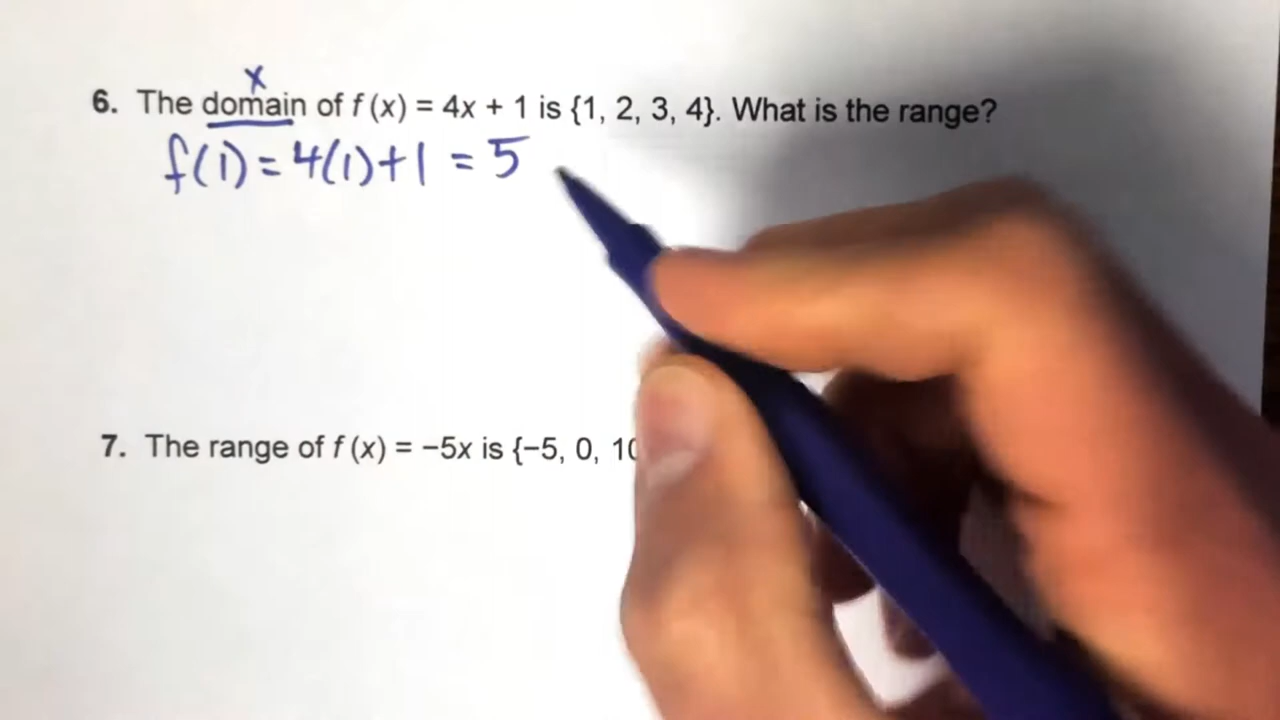 x
6. The domain of f (x) = 4x + 1 is {1, 2, 3, 4}. What is the range?
f(1) = 4(1)+1 = 5
7. The range of f (x) = −5x is {−5, 0, 10